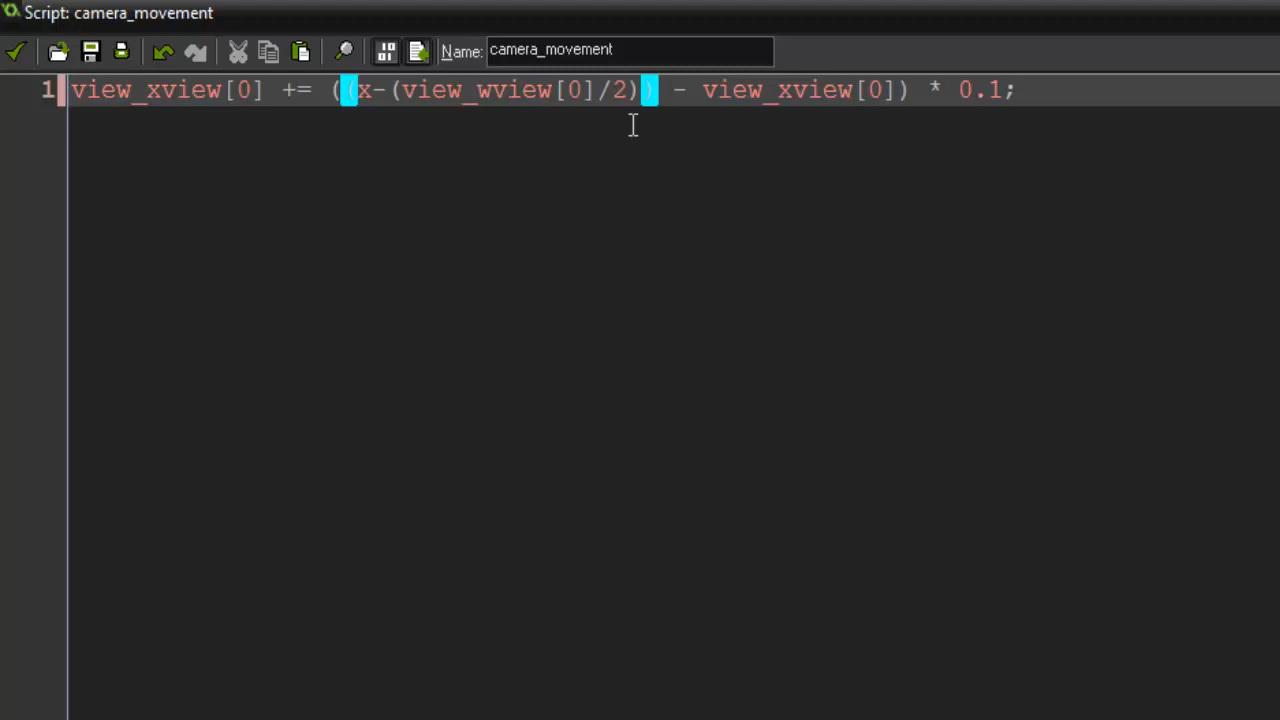 Script: camera_movement
Name: camera_movement
1 view_xview[0] += ((x-(view_wview[0]/2)) - view_xview[0]) * 0.1;